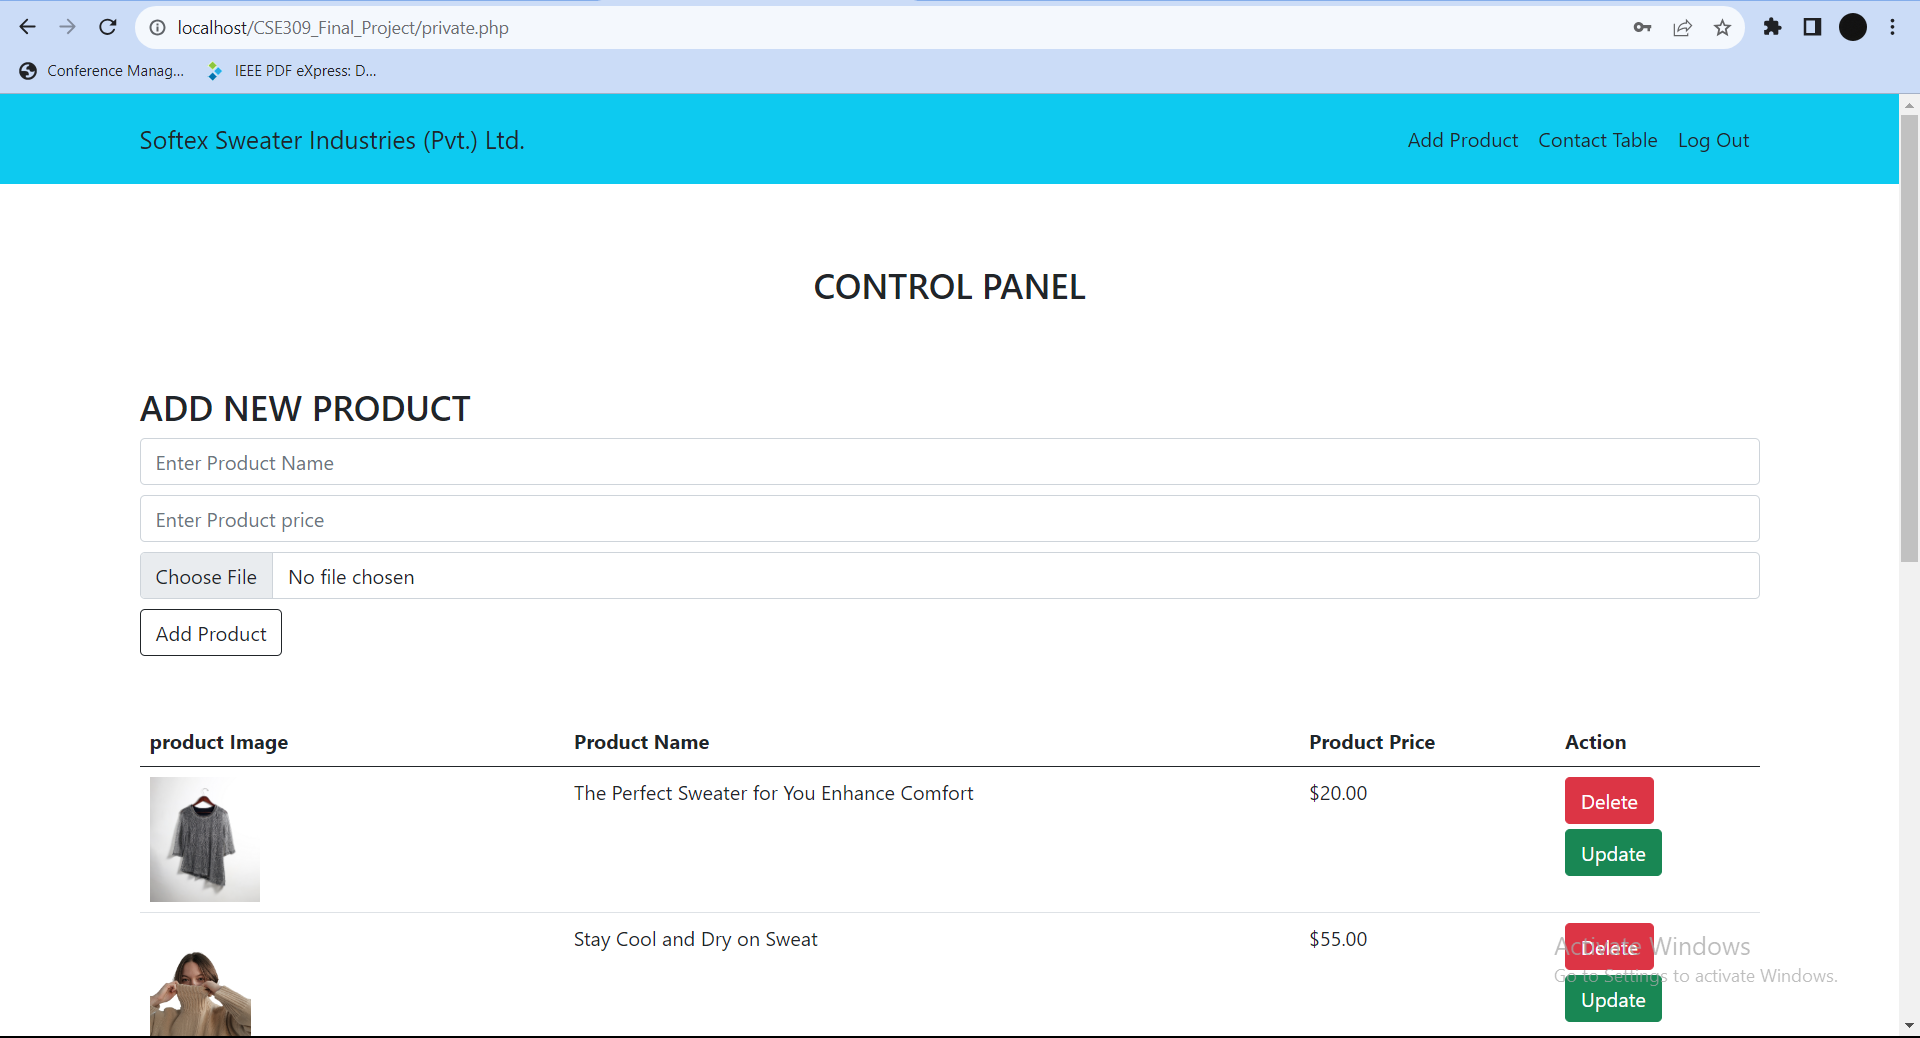 localhost/CSE309_Final_Project/private.php
Conference Manag... IEEE PDF eXpress: D...
Softex Sweater Industries (Pvt.) Ltd. Add Product Contact Table Log Out
CONTROL PANEL
ADD NEW PRODUCT
Enter Product Name
Enter Product price
Choose File No file chosen
Add Product
product Image Product Name Product Price Action
The Perfect Sweater for You Enhance Comfort $20.00 Delete
Update
Stay Cool and Dry on Sweat $55.00 Delete
Activate Windows
Go to Settings to activate Windows.
Update